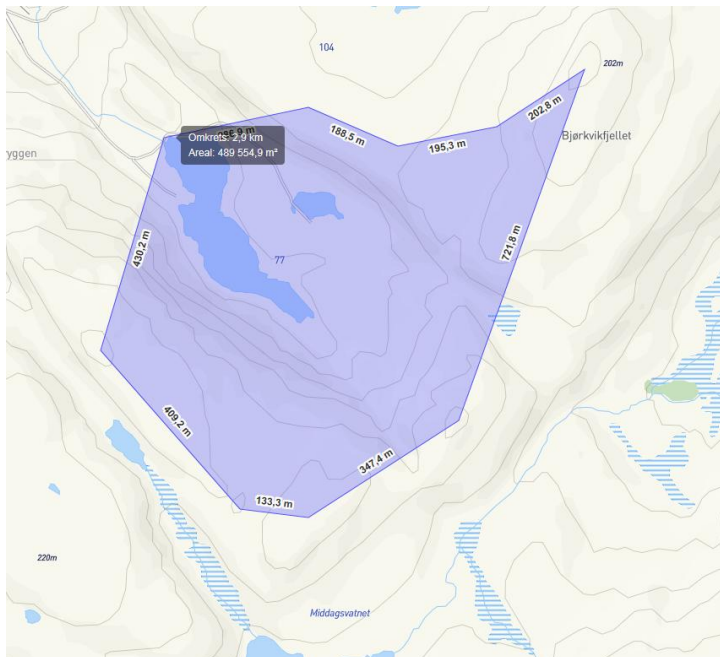 104
202m
202,8 m
188,5 m
Omkrets: 2,9 km
Areal: 489 554,9 m²
195,3 m
Bjørkvikfjellet
yggen
430,2 m
721,8 m
77
409,2 m
347,4 m
133,3 m
220m
Middagsvatnet